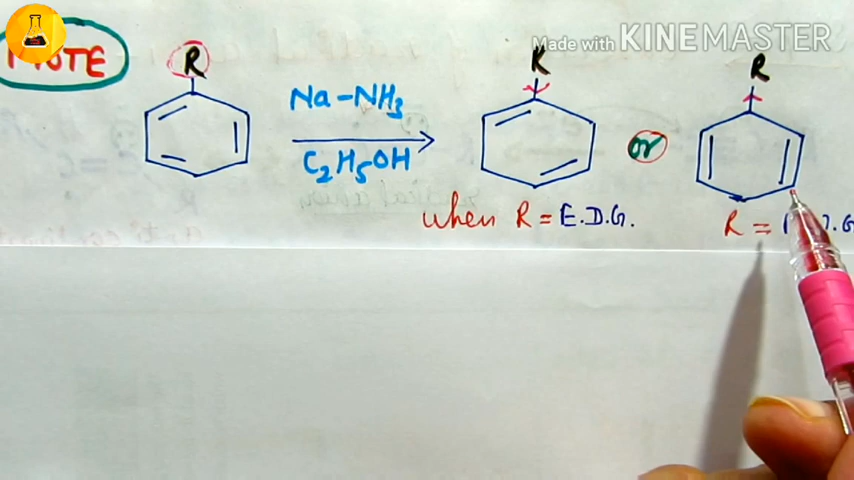 Made with KINEMASTER
NOTE
R
Na-NH3
C2H5OH
R
or
R
when R = E.D.G.
R =